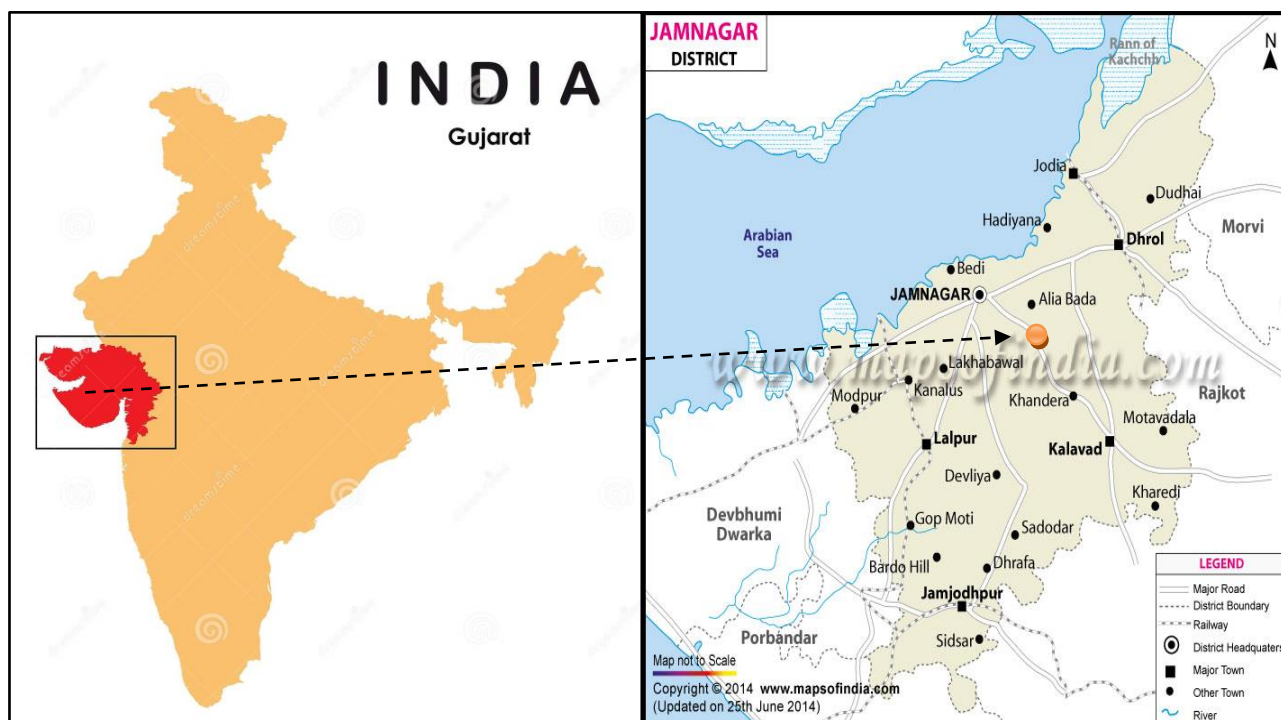 INDIA
Gujarat
dreamstime
JAMNAGAR
DISTRICT
Rann of
Kachchh
N
Jodia
Dudhai
Hadiyana
Arabian
Sea
Morvi
Dhrol
Bedi
JAMNAGAR
Alia Bada
www.mapsofindia.com
Lakhabawal
Kanalus
Modpur
Khandera
Rajkot
Motavadala
Lalpur
Kalavad
Devliya
Kharedi
Devbhumi
Dwarka
Gop Moti
Sadodar
Bardo Hill
Dhrafa
Jamjodhpur
Porbandar
Sidsar
LEGEND
Major Road
District Boundary
Railway
District Headquaters
Major Town
Other Town
River
Map not to Scale
Copyright © 2014 www.mapsofindia.com
(Updated on 25th June 2014)